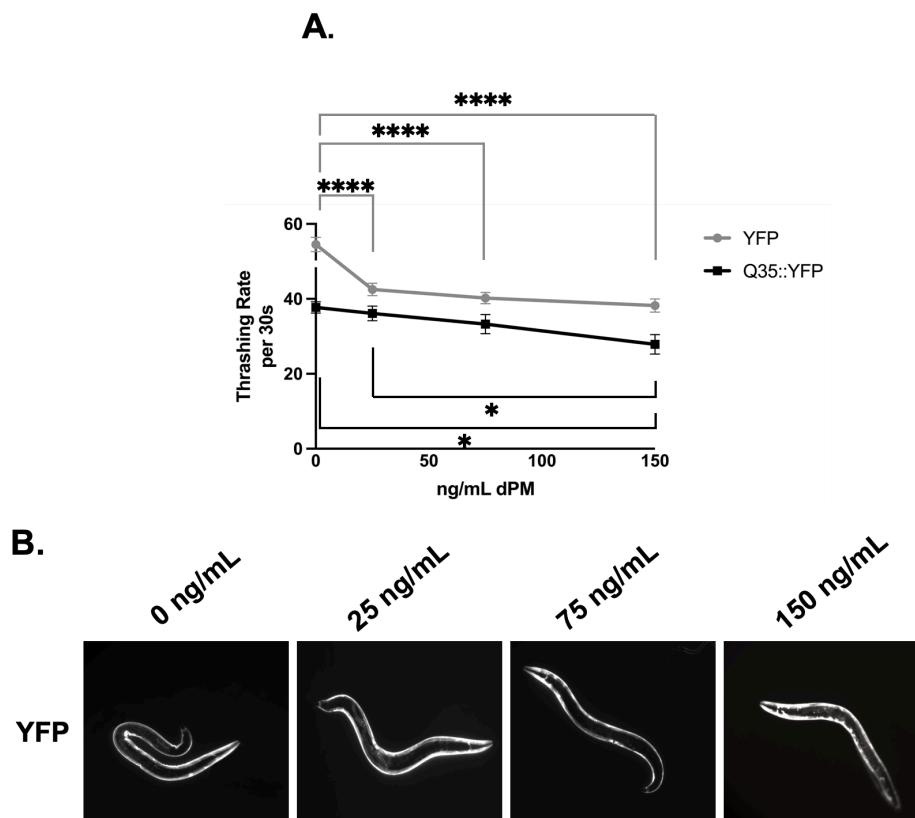 A.
****
****
****
60
40
20
0
Thrashing Rate
per 30s
0 50 100 150
ng/mL dPM
YFP
Q35::YFP
*
*
B.
0 ng/mL
25 ng/mL
75 ng/mL
150 ng/mL
YFP